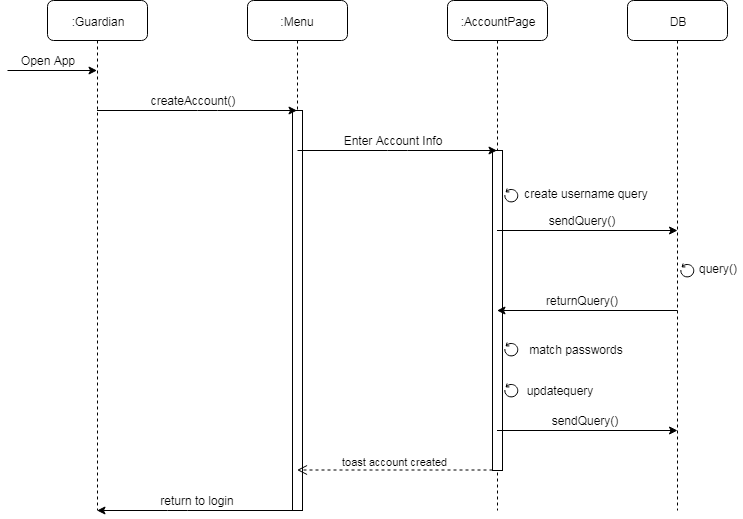 :Guardian
:Menu
:AccountPage
DB
Open App
createAccount()
Enter Account Info
create username query
sendQuery()
query()
returnQuery()
match passwords
updatequery
sendQuery()
toast account created
return to login